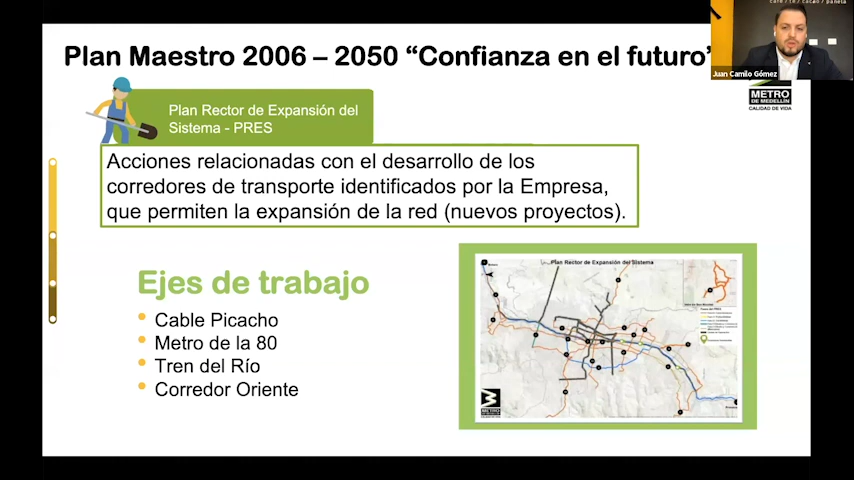 Plan Maestro 2006 – 2050 “Confianza en el futuro”
Juan Camilo Gómez
METRO
DE MEDELLÍN
CALIDAD DE VIDA
Plan Rector de Expansión del
Sistema - PRES
Acciones relacionadas con el desarrollo de los
corredores de transporte identificados por la Empresa,
que permiten la expansión de la red (nuevos proyectos).
Ejes de trabajo
• Cable Picacho
• Metro de la 80
• Tren del Río
• Corredor Oriente
Plan Rector de Expansión del Sistema
METRO